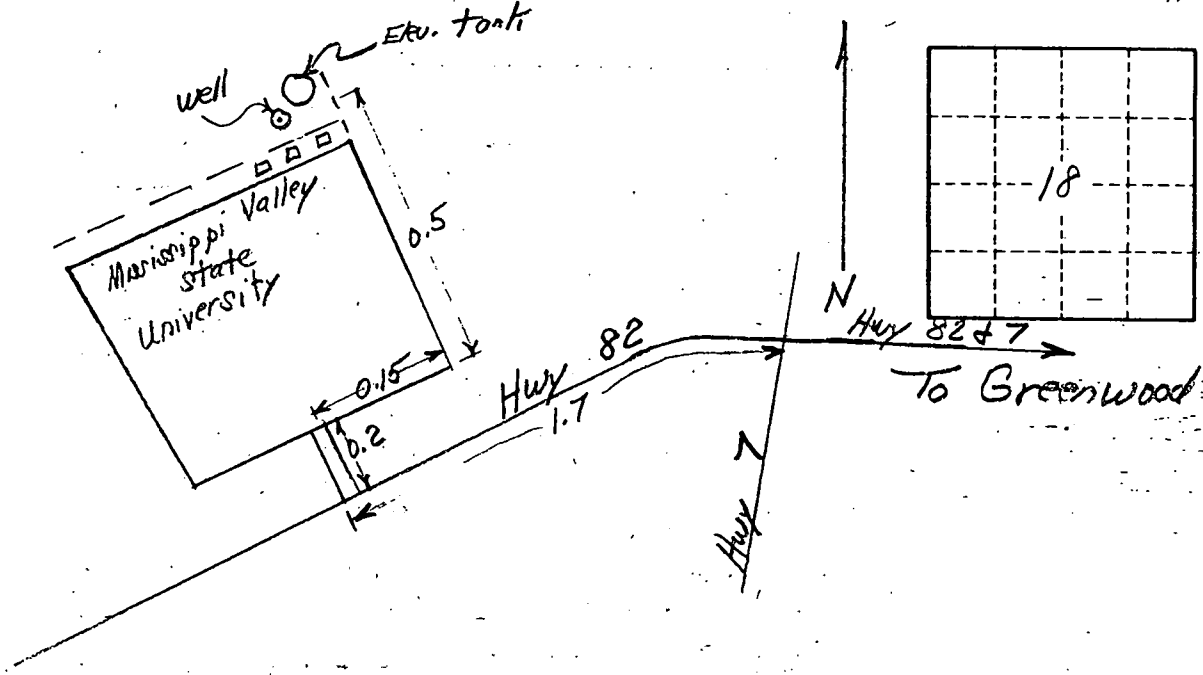 Elev. tank
well
Mississippi Valley
State
University
0.5
0.15
0.2
Hwy 82
1.7
Hwy 7
N
18
Hwy 82 & 7
To Greenwood